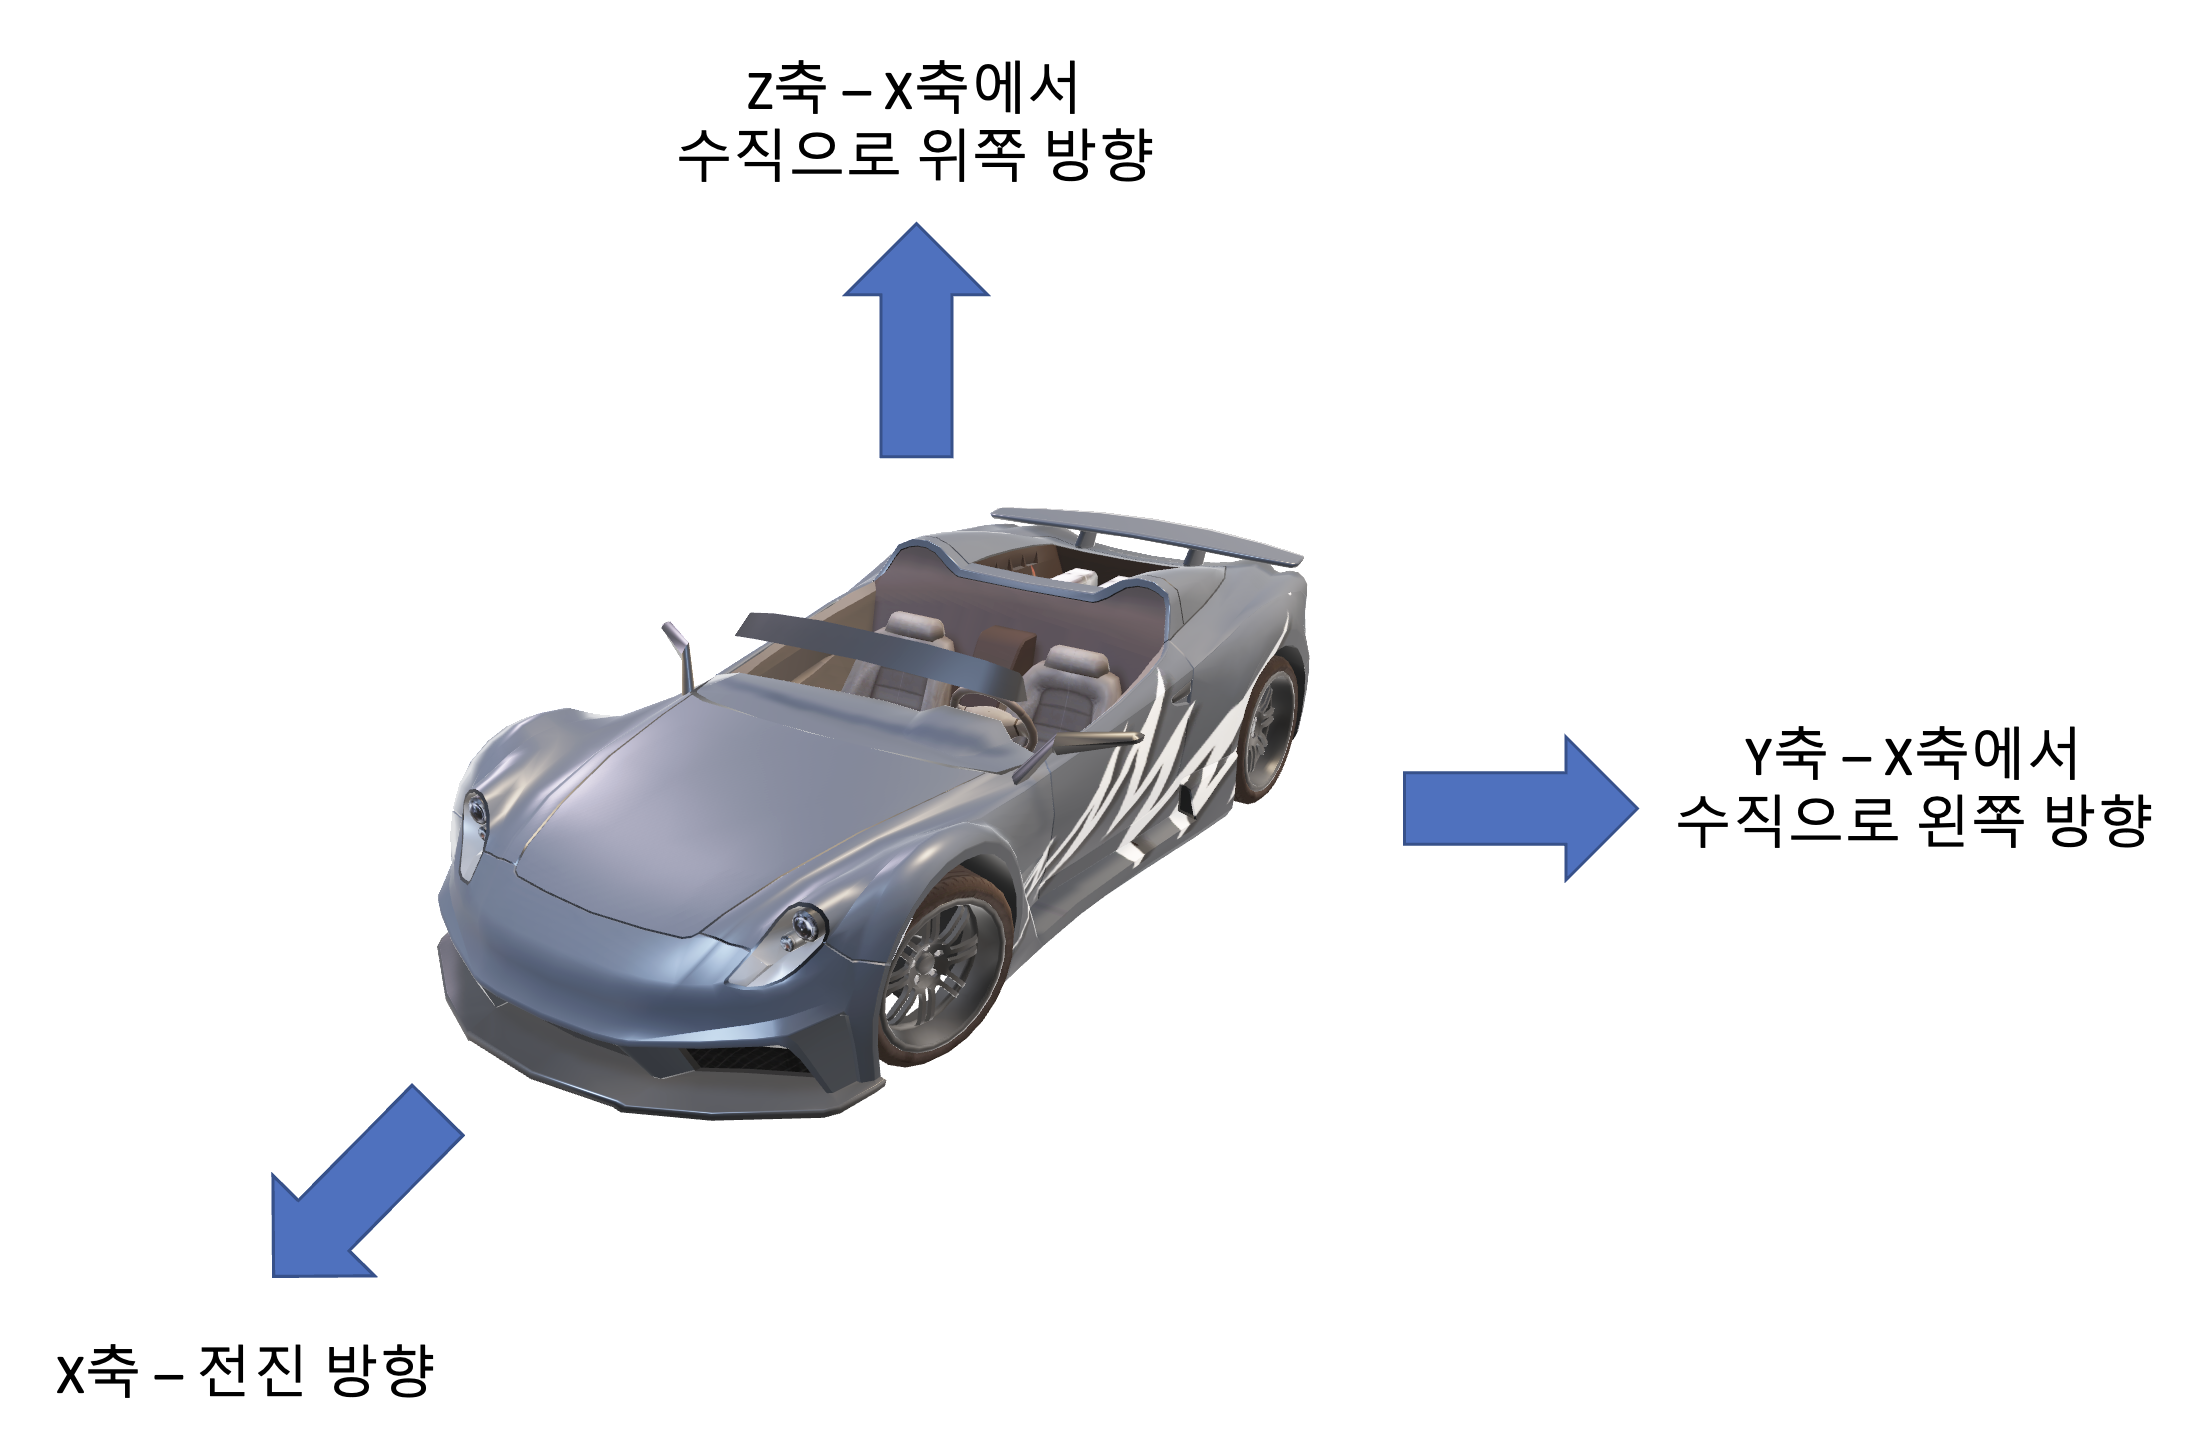 Z축 – X축에서
수직으로 위쪽 방향
Y축 – X축에서
수직으로 왼쪽 방향
X축 – 전진 방향